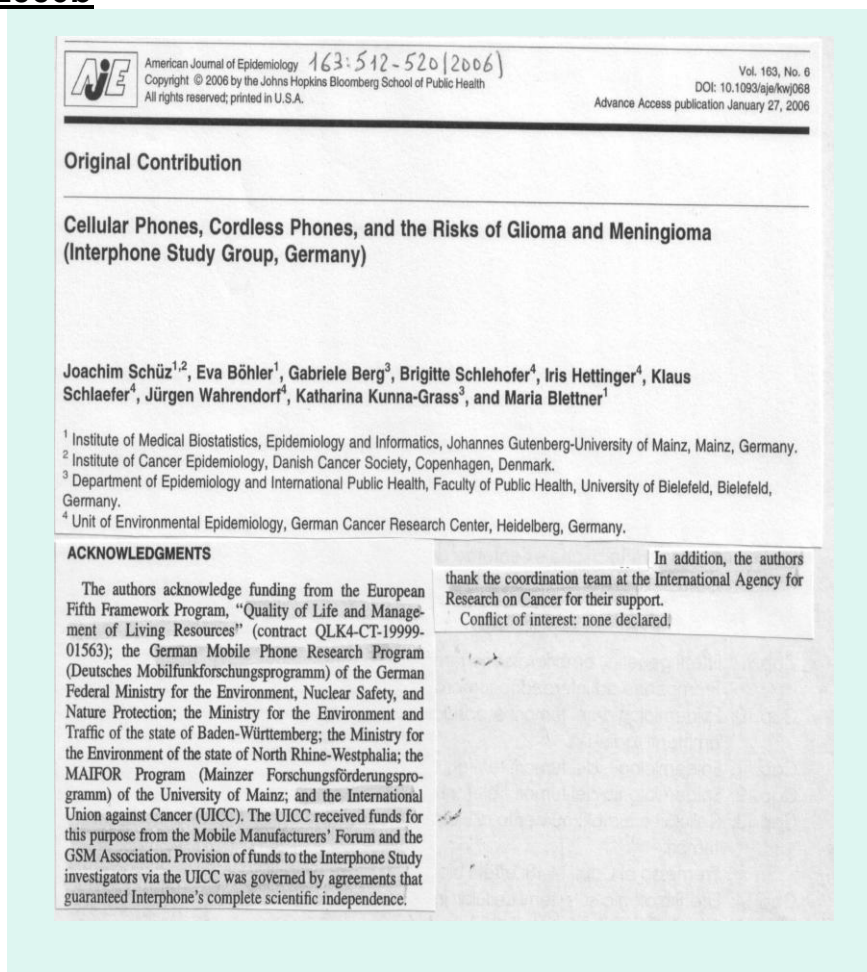 AJE
American Journal of Epidemiology 163:512-520(2006)
Copyright © 2006 by the Johns Hopkins Bloomberg School of Public Health
All rights reserved; printed in U.S.A.
Vol. 163, No. 6
DOI: 10.1093/aje/kwj068
Advance Access publication January 27, 2006
Original Contribution
Cellular Phones, Cordless Phones, and the Risks of Glioma and Meningioma
(Interphone Study Group, Germany)
Joachim Schüz1,2, Eva Böhler1, Gabriele Berg3, Brigitte Schlehofer4, Iris Hettinger4, Klaus
Schlaefer4, Jürgen Wahrendorf4, Katharina Kunna-Grass3, and Maria Blettner1
1 Institute of Medical Biostatistics, Epidemiology and Informatics, Johannes Gutenberg-University of Mainz, Mainz, Germany.
2 Institute of Cancer Epidemiology, Danish Cancer Society, Copenhagen, Denmark.
3 Department of Epidemiology and International Public Health, Faculty of Public Health, University of Bielefeld, Bielefeld,
Germany.
4 Unit of Environmental Epidemiology, German Cancer Research Center, Heidelberg, Germany.
ACKNOWLEDGMENTS
The authors acknowledge funding from the European
Fifth Framework Program, “Quality of Life and Manage-
ment of Living Resources” (contract QLK4-CT-19999-
01563); the German Mobile Phone Research Program
(Deutsches Mobilfunkforschungsprogramm) of the German
Federal Ministry for the Environment, Nuclear Safety, and
Nature Protection; the Ministry for the Environment and
Traffic of the state of Baden-Württemberg; the Ministry for
the Environment of the state of North Rhine-Westphalia; the
MAIFOR Program (Mainzer Forschungsförderungspro-
gramm) of the University of Mainz; and the International
Union against Cancer (UICC). The UICC received funds for
this purpose from the Mobile Manufacturers’ Forum and the
GSM Association. Provision of funds to the Interphone Study
investigators via the UICC was governed by agreements that
guaranteed Interphone’s complete scientific independence.
In addition, the authors
thank the coordination team at the International Agency for
Research on Cancer for their support.
Conflict of interest: none declared.